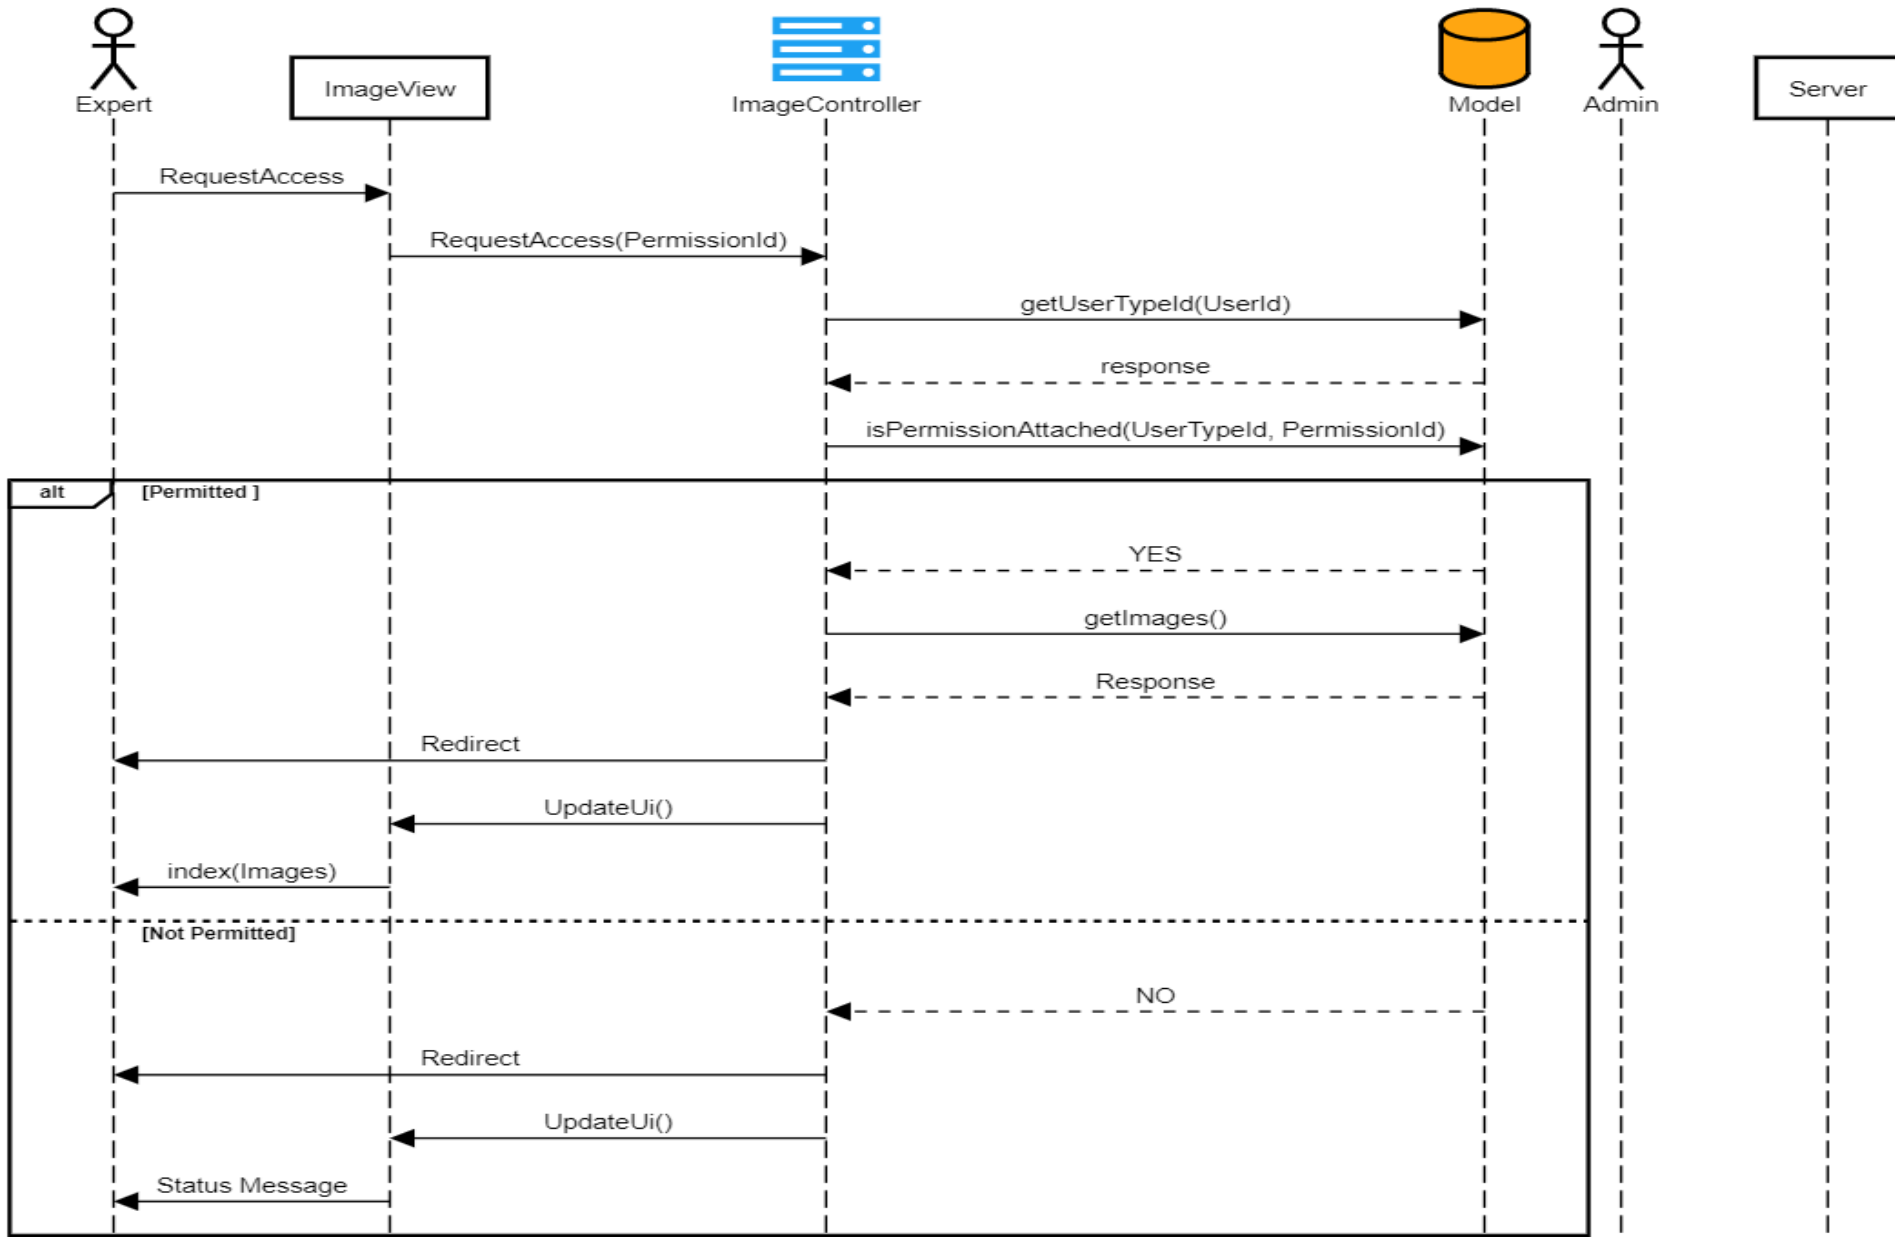 Expert
ImageView
ImageController
Model
Admin
Server
RequestAccess
RequestAccess(PermissionId)
getUserTypeId(UserId)
response
isPermissionAttached(UserTypeId, PermissionId)
alt
[Permitted ]
YES
getImages()
Response
Redirect
UpdateUi()
index(Images)
[Not Permitted]
NO
Redirect
UpdateUi()
Status Message